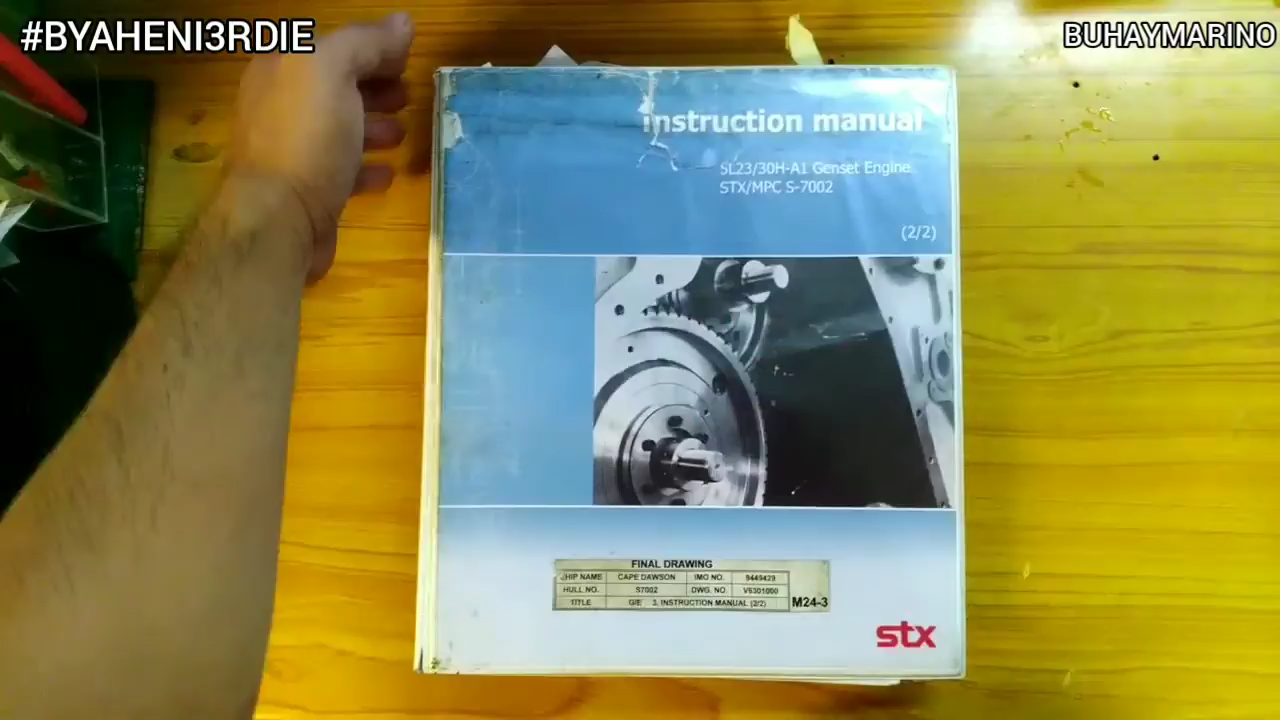 #BYAHENI3RDIE
BUHAYMARINO
Instruction manual
SL23/30H-A1 Genset Engine
STX/MPC S-7002
(2/2)
FINAL DRAWING
SHIP NAME CAPE DAWSON IMO NO. 9449429
HULL NO. S7002 DWG. NO. V6301000
TITLE G/E 3. INSTRUCTION MANUAL (2/2) M24-3
stx